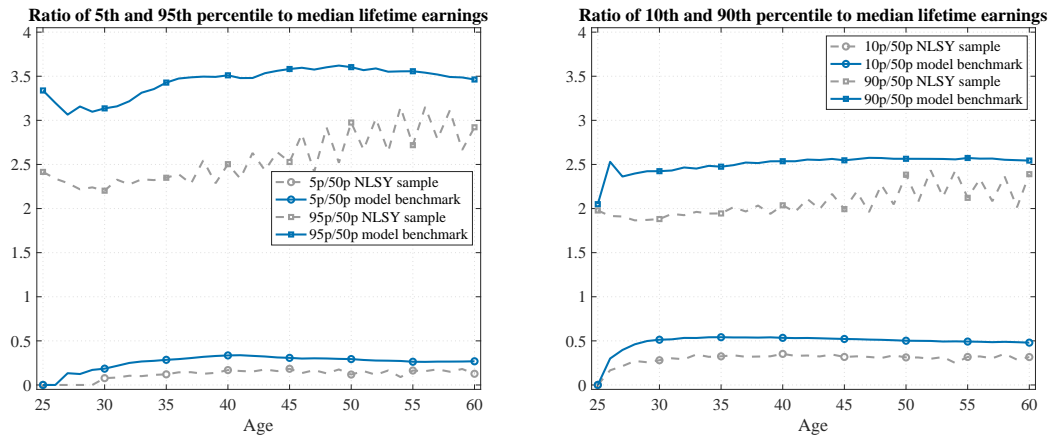 Ratio of 5th and 95th percentile to median lifetime earnings
4
3.5
3
2.5
2
1.5
1
0.5
0
5p/50p NLSY sample
5p/50p model benchmark
95p/50p NLSY sample
95p/50p model benchmark
25 30 35 40 45 50 55 60
Age
Ratio of 10th and 90th percentile to median lifetime earnings
4
3.5
3
2.5
2
1.5
1
0.5
0
10p/50p NLSY sample
10p/50p model benchmark
90p/50p NLSY sample
90p/50p model benchmark
25 30 35 40 45 50 55 60
Age